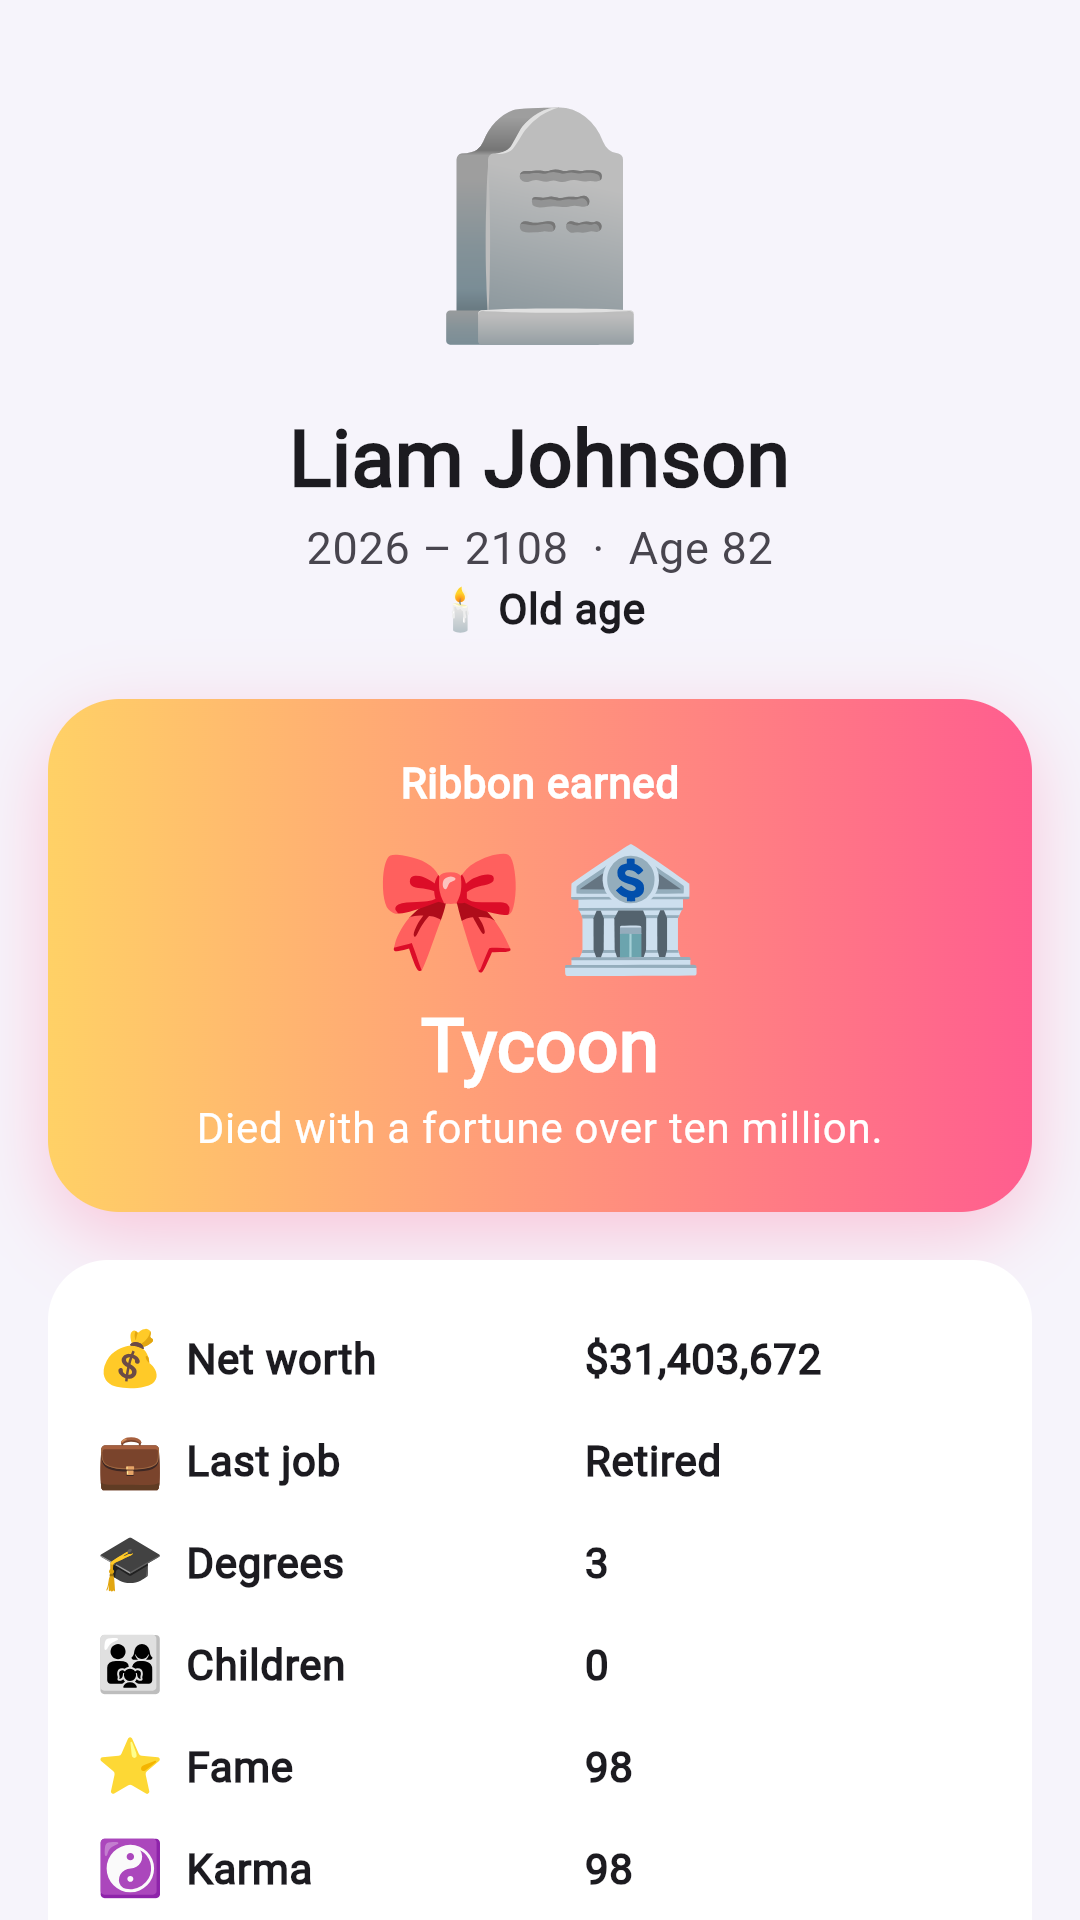 Liam Johnson
2026 – 2108 · Age 82
Old age
Ribbon earned
Tycoon
Died with a fortune over ten million.
Net worth $31,403,672
Last job Retired
Degrees 3
Children 0
Fame 98
Karma 98